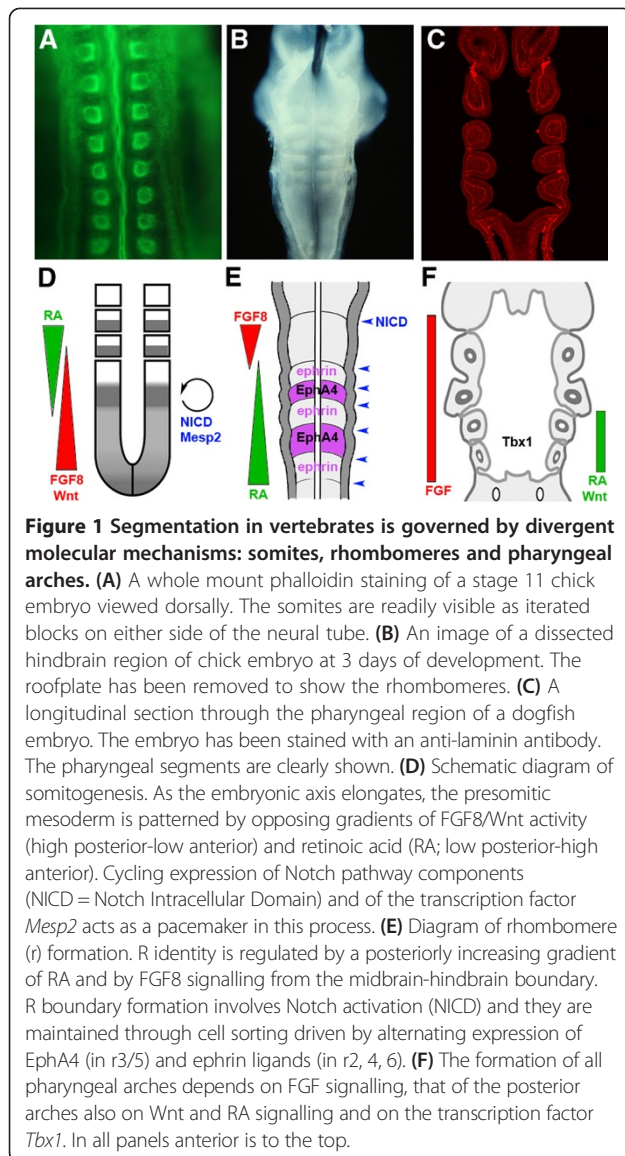 A
B
C
D
RA
FGF8
Wnt
NICD
Mesp2
E
FGF8
NICD
ephrin
EphA4
ephrin
EphA4
ephrin
RA
F
FGF
Tbx1
RA
Wnt
Figure 1 Segmentation in vertebrates is governed by divergent
molecular mechanisms: somites, rhombomeres and pharyngeal
arches. (A) A whole mount phalloidin staining of a stage 11 chick
embryo viewed dorsally. The somites are readily visible as iterated
blocks on either side of the neural tube. (B) An image of a dissected
hindbrain region of chick embryo at 3 days of development. The
roofplate has been removed to show the rhombomeres. (C) A
longitudinal section through the pharyngeal region of a dogfish
embryo. The embryo has been stained with an anti-laminin antibody.
The pharyngeal segments are clearly shown. (D) Schematic diagram of
somitogenesis. As the embryonic axis elongates, the presomitic
mesoderm is patterned by opposing gradients of FGF8/Wnt activity
(high posterior-low anterior) and retinoic acid (RA; low posterior-high
anterior). Cycling expression of Notch pathway components
(NICD = Notch Intracellular Domain) and of the transcription factor
Mesp2 acts as a pacemaker in this process. (E) Diagram of rhombomere
(r) formation. R identity is regulated by a posteriorly increasing gradient
of RA and by FGF8 signalling from the midbrain-hindbrain boundary.
R boundary formation involves Notch activation (NICD) and they are
maintained through cell sorting driven by alternating expression of
EphA4 (in r3/5) and ephrin ligands (in r2, 4, 6). (F) The formation of all
pharyngeal arches depends on FGF signalling, that of the posterior
arches also on Wnt and RA signalling and on the transcription factor
Tbx1. In all panels anterior is to the top.